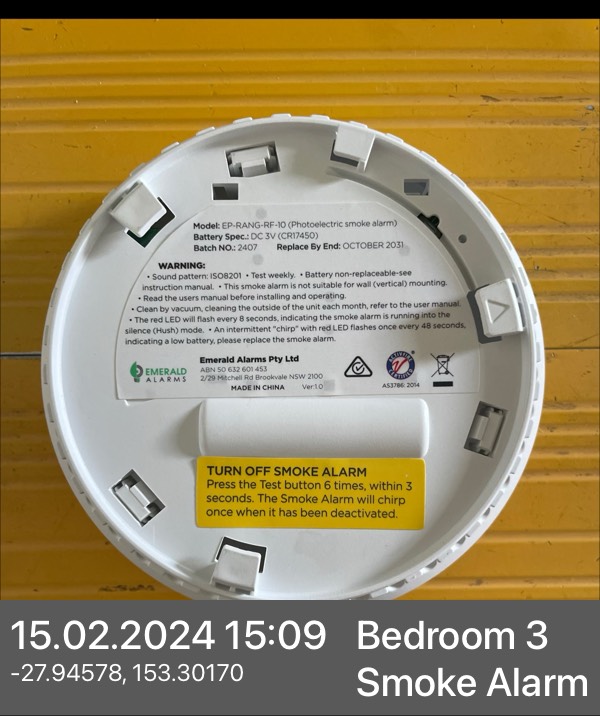 Model: EP-RANG-RF-10 (Photoelectric smoke alarm)
Battery Spec.: DC 3V (CR17450)
Batch NO.: 2407 Replace By End: OCTOBER 2031
WARNING:
• Sound pattern: ISO8201 • Test weekly. • Battery non-replaceable-see
instruction manual. • This smoke alarm is not suitable for wall (vertical) mounting.
• Read the users manual before installing and operating.
• Clean by vacuum, cleaning the outside of the unit each month, refer to the user manual.
• The red LED will flash every 8 seconds, indicating the smoke alarm is running into the
silence (Hush) mode. • An intermittent "chirp" with red LED flashes once every 48 seconds,
indicating a low battery, please replace the smoke alarm.
EMERALD
ALARMS
Emerald Alarms Pty Ltd
ABN 50 632 601 453
2/29 Mitchell Rd Brookvale NSW 2100
MADE IN CHINA Ver1.0
AS3786: 2014
TURN OFF SMOKE ALARM
Press the Test button 6 times, within 3
seconds. The Smoke Alarm will chirp
once when it has been deactivated.
15.02.2024 15:09
-27.94578, 153.30170
Bedroom 3
Smoke Alarm